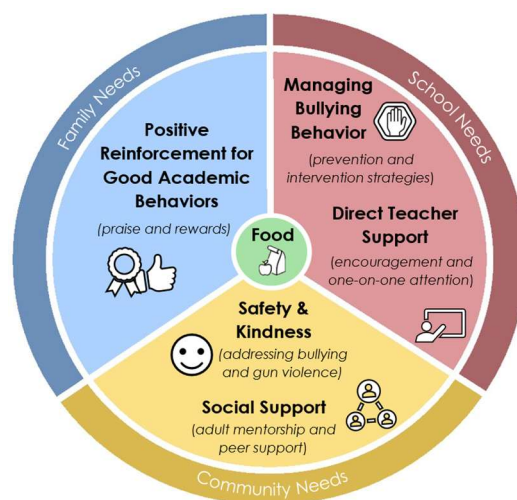 Family Needs
Positive
Reinforcement for
Good Academic
Behaviors
(praise and rewards)
School Needs
Managing
Bullying
Behavior
(prevention and
intervention strategies)
Direct Teacher
Support
(encouragement and
one-on-one attention)
Food
Safety &
Kindness
(addressing bullying
and gun violence)
Social Support
(adult mentorship and
peer support)
Community Needs